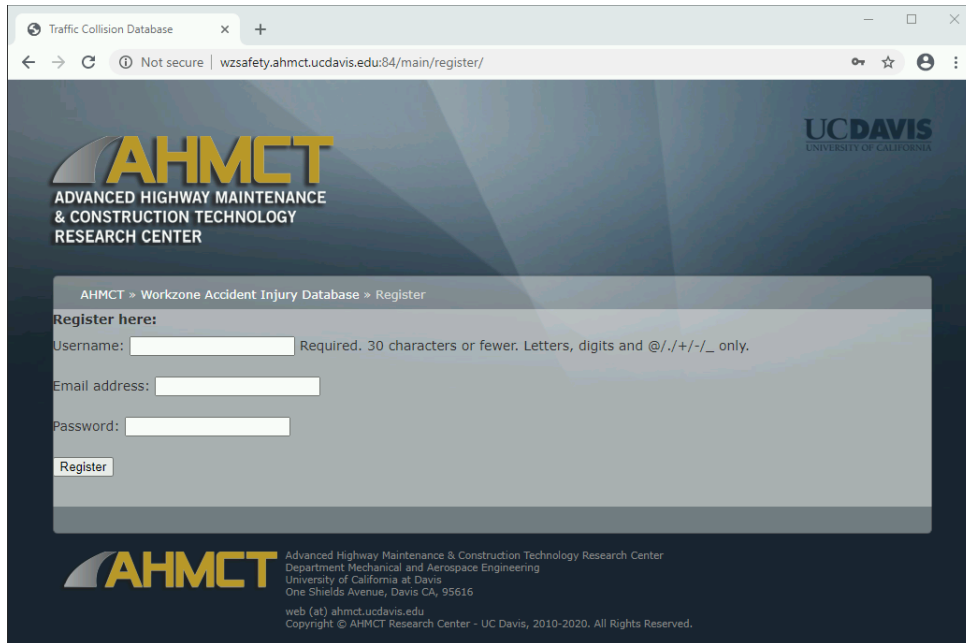 Traffic Collision Database
Not secure | wzsafety.ahmct.ucdavis.edu:84/main/register/
UCDAVIS
UNIVERSITY OF CALIFORNIA
AHMCT
ADVANCED HIGHWAY MAINTENANCE
& CONSTRUCTION TECHNOLOGY
RESEARCH CENTER
AHMCT » Workzone Accident Injury Database » Register
Register here:
Username: Required. 30 characters or fewer. Letters, digits and @/./+/-/_ only.
Email address:
Password:
Register
AHMCT
Advanced Highway Maintenance & Construction Technology Research Center
Department Mechanical and Aerospace Engineering
University of California at Davis
One Shields Avenue, Davis CA, 95616
web (at) ahmct.ucdavis.edu
Copyright © AHMCT Research Center - UC Davis, 2010-2020. All Rights Reserved.